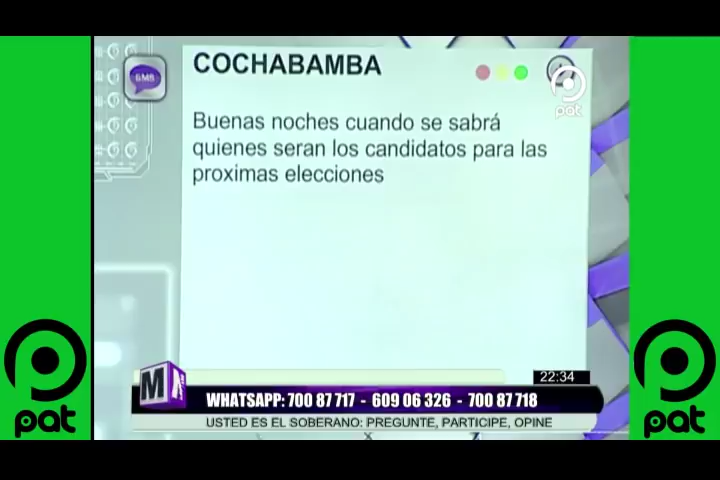 COCHABAMBA
SMS
pat
Buenas noches cuando se sabrá
quienes seran los candidatos para las
proximas elecciones
22:34
M
WHATSAPP: 700 87 717 - 609 06 326 - 700 87 718
USTED ES EL SOBERANO: PREGUNTE, PARTICIPE, OPINE
pat
pat